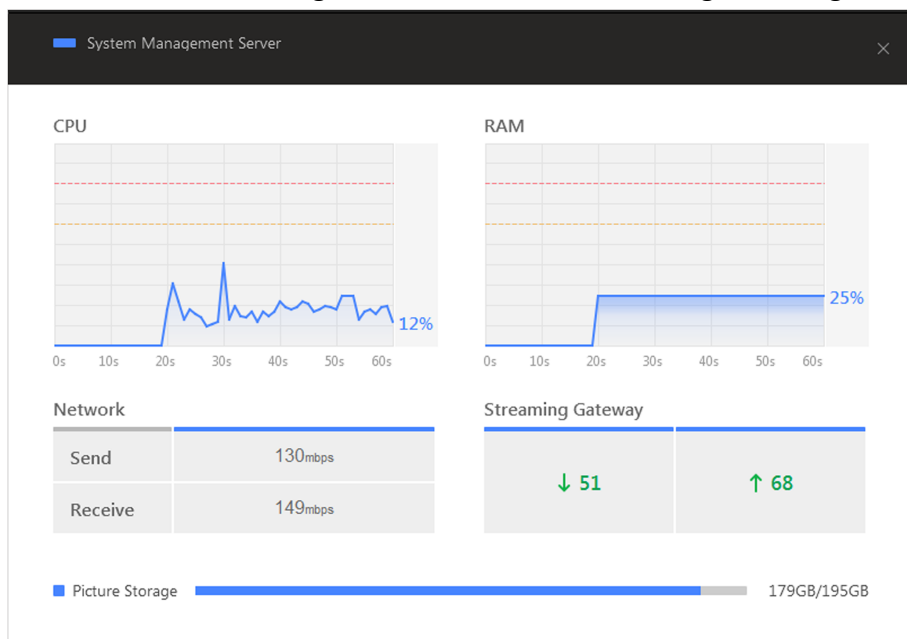 System Management Server
CPU
RAM
12%
25%
0s 10s 20s 30s 40s 50s 60s
0s 10s 20s 30s 40s 50s 60s
Network
Streaming Gateway
Send 130mbps
Receive 149mbps
↓ 51 ↑ 68
Picture Storage 179GB/195GB